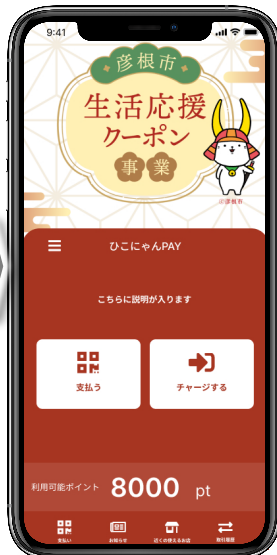 9:41
彦根市
生活応援
クーポン
事業
©彦根市
ひこにゃんPAY
こちらに説明が入ります
支払う
チャージする
利用可能ポイント 8000 pt
支払い お知らせ 近くの使えるお店 取引履歴